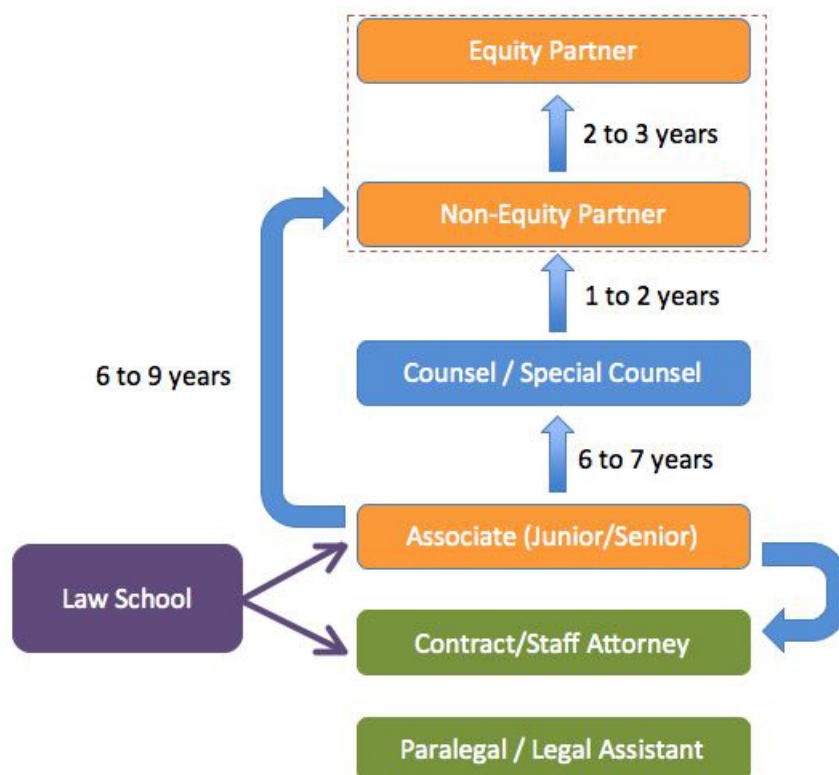 Equity Partner
2 to 3 years
Non-Equity Partner
1 to 2 years
6 to 9 years
Counsel / Special Counsel
6 to 7 years
Associate (Junior/Senior)
Law School
Contract/Staff Attorney
Paralegal / Legal Assistant